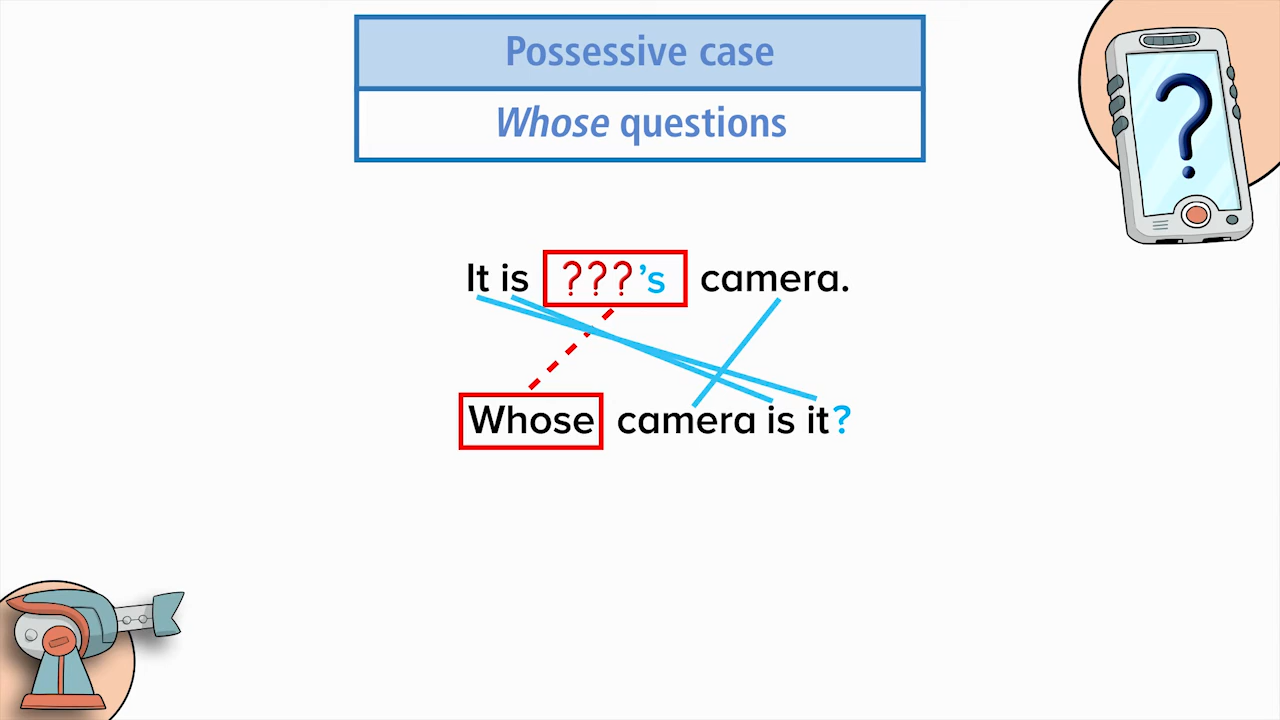 Possessive case
Whose questions
?
It is ???’s camera.
Whose camera is it?